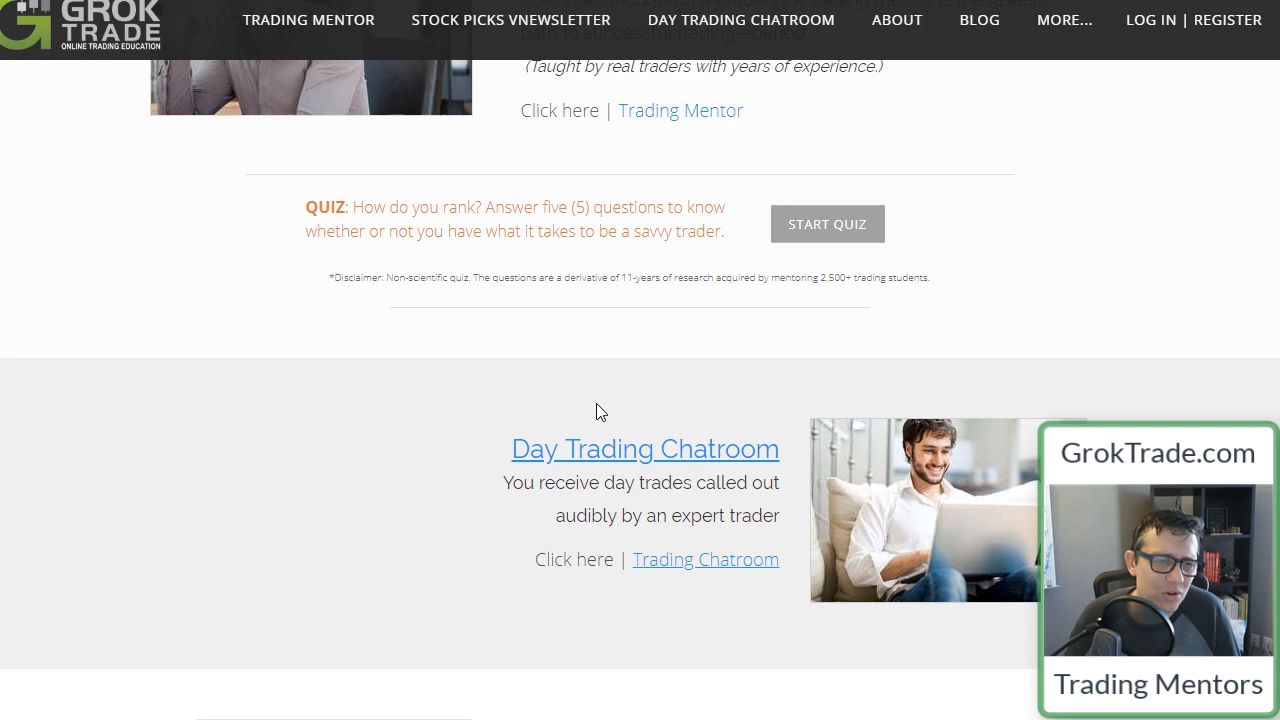 GROK
TRADE
ONLINE TRADING EDUCATION
TRADING MENTOR
STOCK PICKS VNEWSLETTER
DAY TRADING CHATROOM
ABOUT
BLOG
MORE...
LOG IN | REGISTER
path to successful trading—period.
(Taught by real traders with years of experience.)
Click here | Trading Mentor
QUIZ: How do you rank? Answer five (5) questions to know
whether or not you have what it takes to be a savvy trader.
START QUIZ
*Disclaimer: Non-scientific quiz. The questions are a derivative of 11-years of research acquired by mentoring 2,500+ trading students.
Day Trading Chatroom
You receive day trades called out
audibly by an expert trader
Click here | Trading Chatroom
GrokTrade.com
Trading Mentors